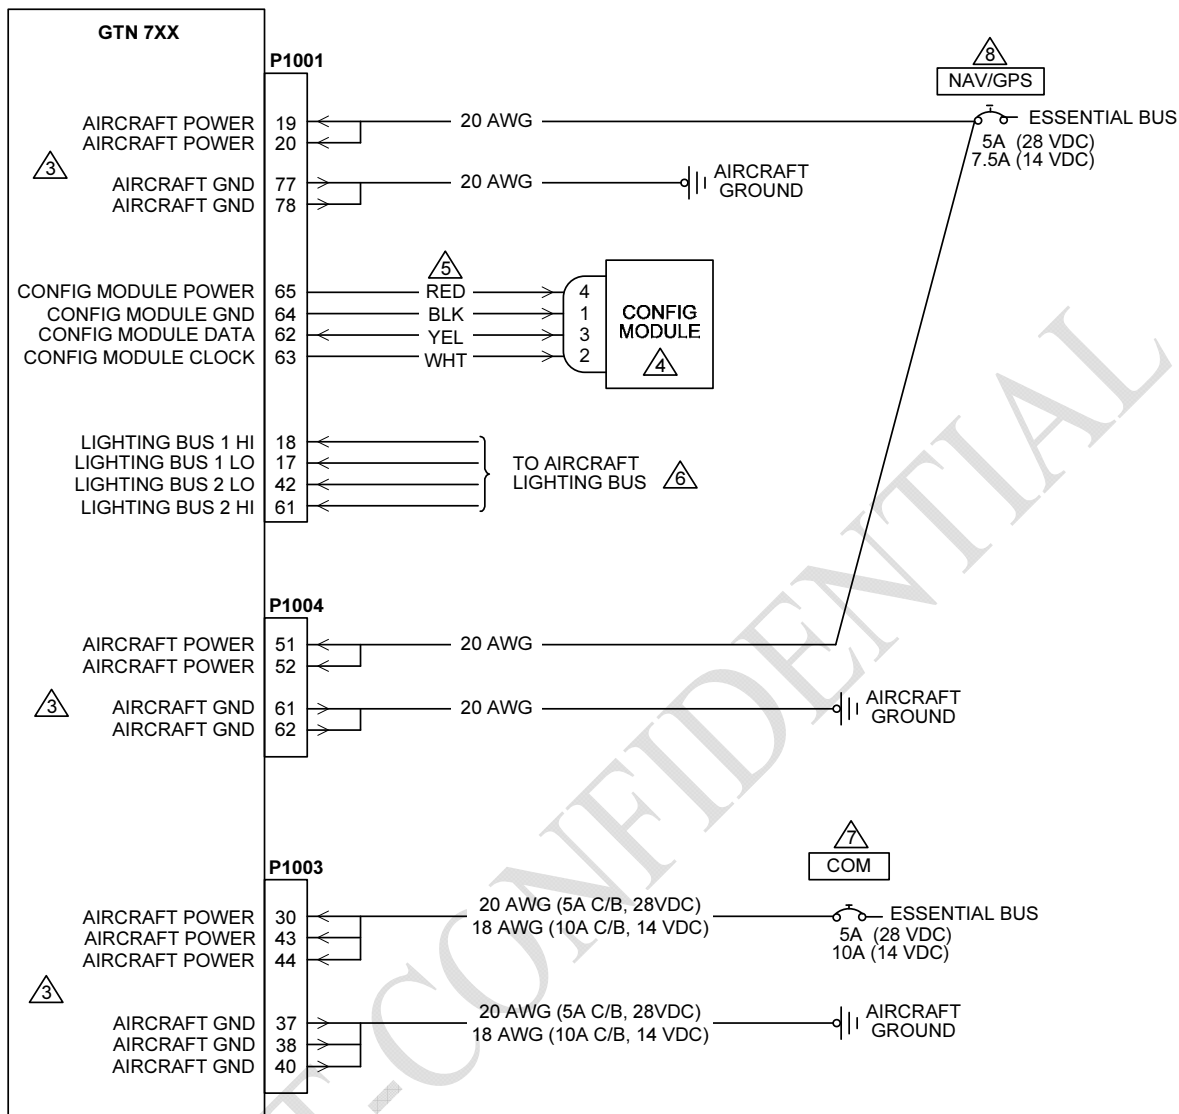 GTN 7XX
P1001
8
NAV/GPS
AIRCRAFT POWER 19 20 AWG ESSENTIAL BUS
AIRCRAFT POWER 20 5A (28 VDC)
7.5A (14 VDC)
3
AIRCRAFT GND 77 20 AWG AIRCRAFT
AIRCRAFT GND 78 GROUND
5
CONFIG MODULE POWER 65 RED 4
CONFIG MODULE GND 64 BLK 1 CONFIG
CONFIG MODULE DATA 62 YEL 3 MODULE
CONFIG MODULE CLOCK 63 WHT 2 4
LIGHTING BUS 1 HI 18
LIGHTING BUS 1 LO 17 TO AIRCRAFT
LIGHTING BUS 2 LO 42 LIGHTING BUS 6
LIGHTING BUS 2 HI 61
P1004
AIRCRAFT POWER 51 20 AWG
AIRCRAFT POWER 52
3
AIRCRAFT GND 61 20 AWG AIRCRAFT
AIRCRAFT GND 62 GROUND
7
COM
P1003
AIRCRAFT POWER 30 20 AWG (5A C/B, 28VDC) ESSENTIAL BUS
AIRCRAFT POWER 43 18 AWG (10A C/B, 14 VDC) 5A (28 VDC)
AIRCRAFT POWER 44 10A (14 VDC)
3
AIRCRAFT GND 37 20 AWG (5A C/B, 28VDC) AIRCRAFT
AIRCRAFT GND 38 18 AWG (10A C/B, 14 VDC) GROUND
AIRCRAFT GND 40
T-CONFIDENTIAL